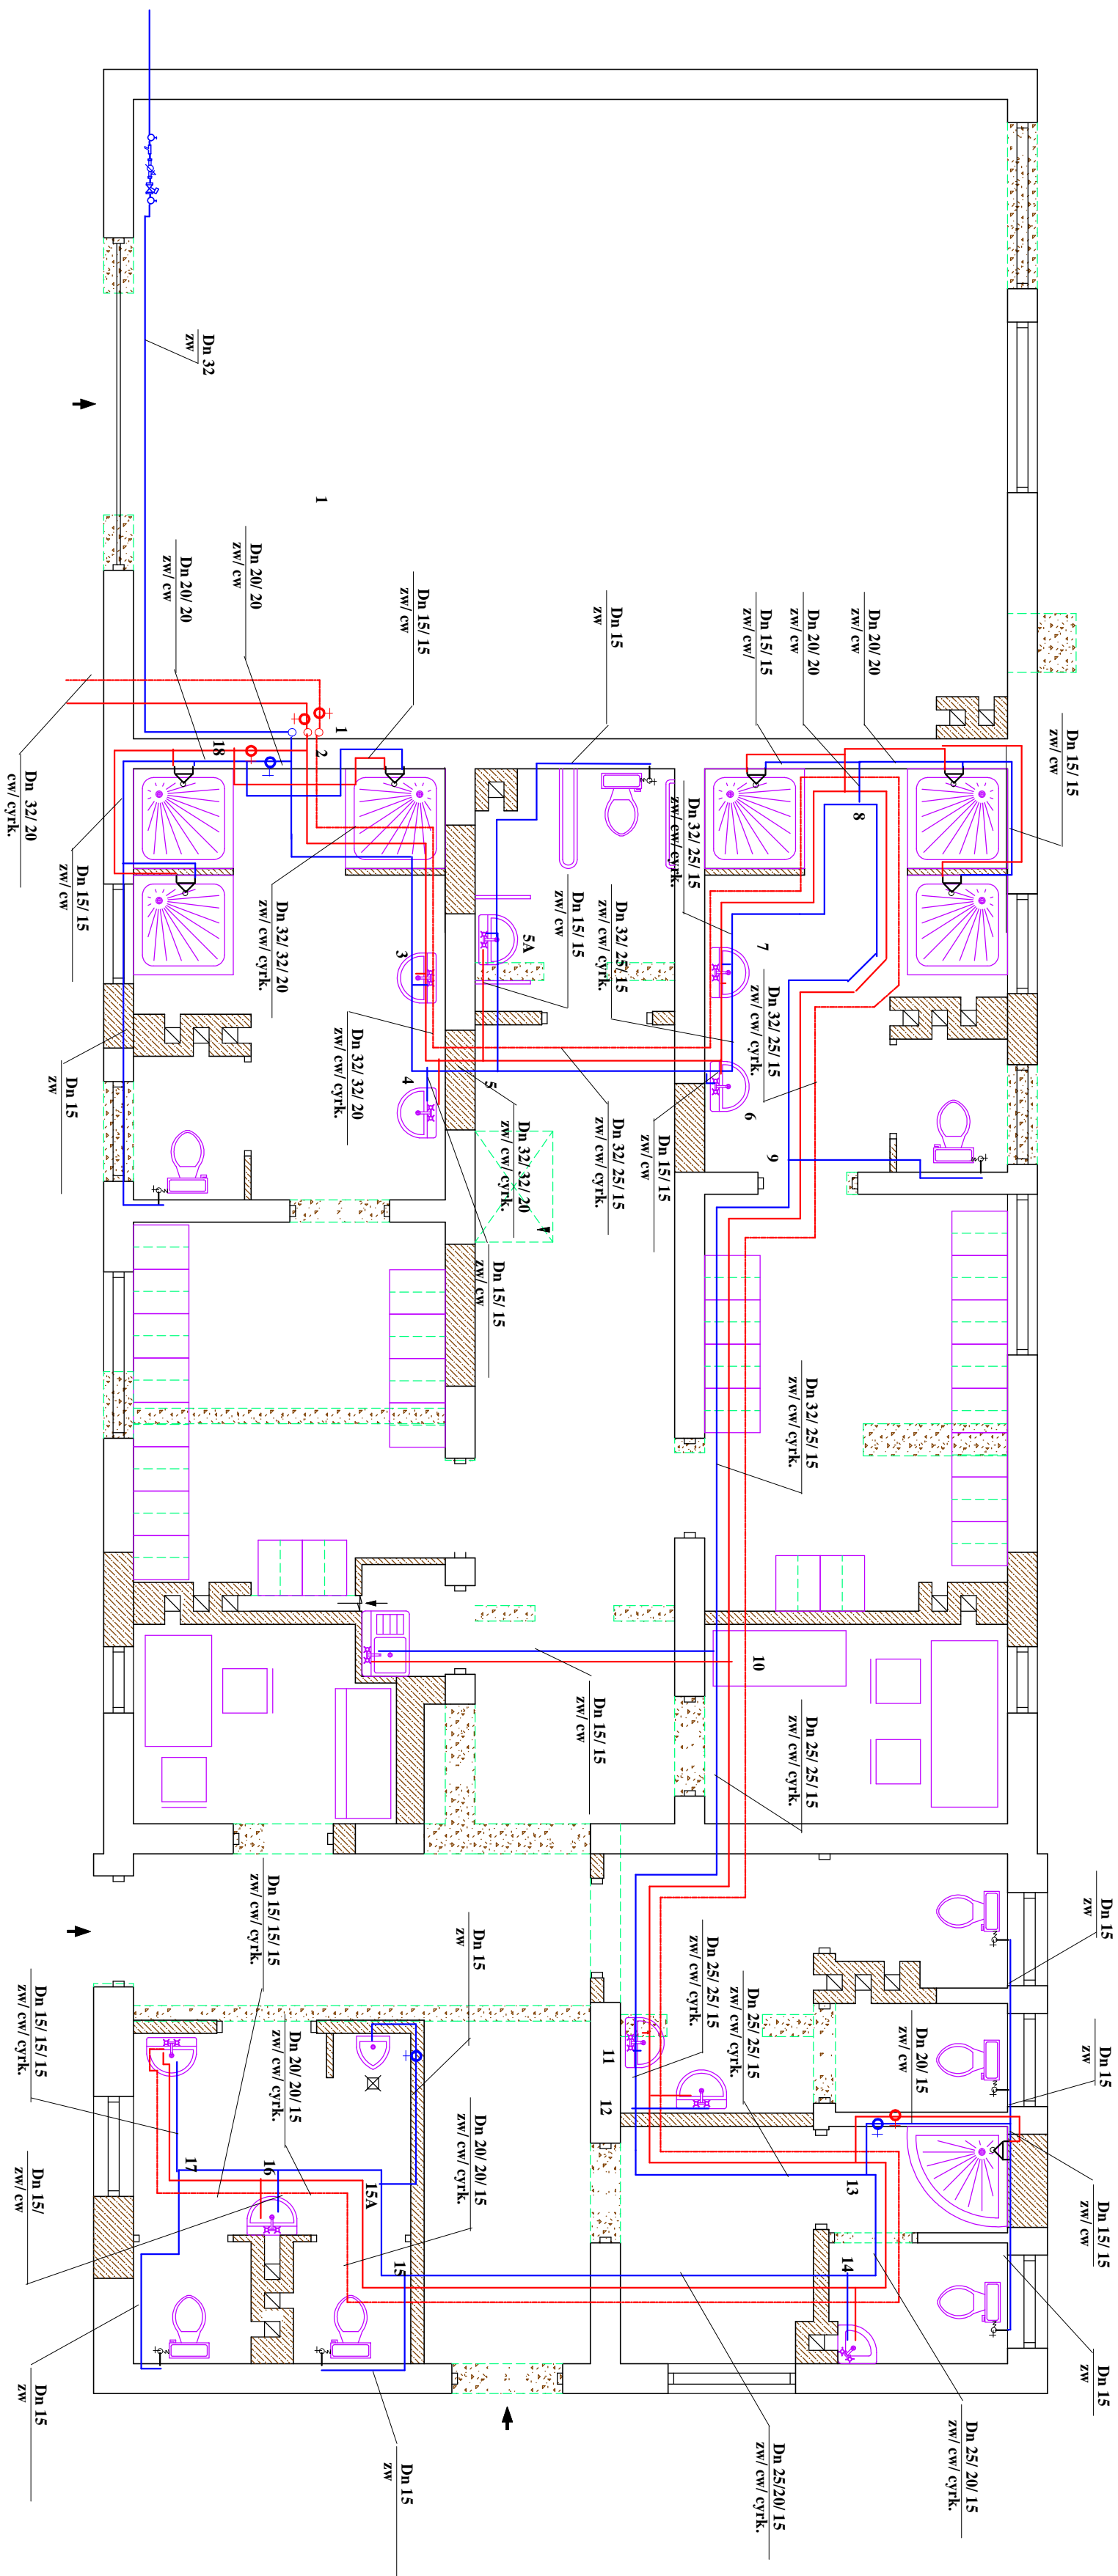 Dn 32
zw
1
Dn 20/ 20
zw/ cw
Dn 20/ 20
zw/ cw
Dn 15/ 15
zw/ cw
Dn 15
zw
Dn 15/ 15
zw/ cw/
Dn 20/ 20
zw/ cw
Dn 20/ 20
zw/ cw
Dn 15/ 15
zw/ cw
Dn 32/ 20
cw/ cyrk.
1
2
18
8
Dn 15/ 15
zw/ cw
Dn 32/ 32/ 20
zw/ cw/ cyrk.
3
5A
Dn 15/ 15
zw/ cw
Dn 32/ 25/ 15
zw/ cw/ cyrk.
Dn 32/ 25/ 15
zw/ cw/ cyrk.
7
Dn 32/ 25/ 15
zw/ cw/ cyrk.
Dn 15
zw
Dn 32/ 32/ 20
zw/ cw/ cyrk.
4
5
6
9
Dn 32/ 32/ 20
zw/ cw/ cyrk.
Dn 32/ 25/ 15
zw/ cw/ cyrk.
Dn 15/ 15
zw/ cw
Dn 15/ 15
zw/ cw
Dn 32/ 25/ 15
zw/ cw/ cyrk.
10
Dn 15/ 15
zw/ cw
Dn 25/ 25/ 15
zw/ cw/ cyrk.
Dn 15/ 15/ 15
zw/ cw/ cyrk.
Dn 15
zw
Dn 25/ 25/ 15
zw/ cw/ cyrk.
Dn 15
zw
Dn 15/ 15/ 15
zw/ cw/ cyrk.
Dn 20/ 20/ 15
zw/ cw/ cyrk.
11
12
Dn 25/ 25/ 15
zw/ cw/ cyrk.
Dn 20/ 15
zw/ cw
Dn 15
zw
Dn 20/ 20/ 15
zw/ cw/ cyrk.
17
16
15A
13
Dn 15/ 15
zw/ cw
Dn 15/
zw/ cw
15
14
Dn 15
zw
Dn 15
zw
Dn 15
zw
Dn 25/20/ 15
zw/ cw/ cyrk.
Dn 25/ 20/ 15
zw/ cw/ cyrk.